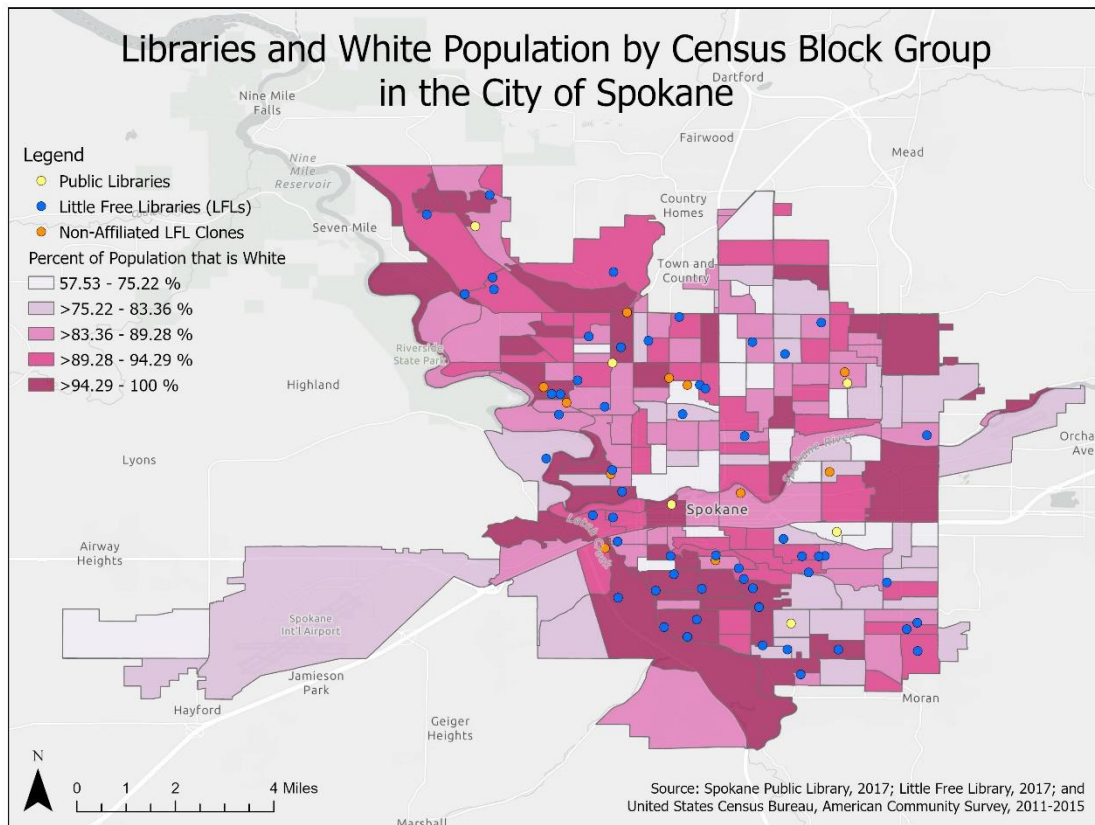 Libraries and White Population by Census Block Group
in the City of Spokane
Dartford
Nine Mile
Falls
Fairwood
Mead
Legend
Public Libraries
Little Free Libraries (LFLs)
Non-Affiliated LFL Clones
Percent of Population that is White
57.53 - 75.22 %
>75.22 - 83.36 %
>83.36 - 89.28 %
>89.28 - 94.29 %
>94.29 - 100 %
Nine
Mile
Reservoir
Seven Mile
Country
Homes
Town and
Country
Riverside
State Park
Highland
Lyons
Spokane River
Orcha
Ave
Spokane
Airway
Heights
Spokane
Int'l Airport
Jamieson
Park
Hayford
Geiger
Heights
Moran
Marshall
N
0 2 4 Miles
Source: Spokane Public Library, 2017; Little Free Library, 2017; and
United States Census Bureau, American Community Survey, 2011-2015